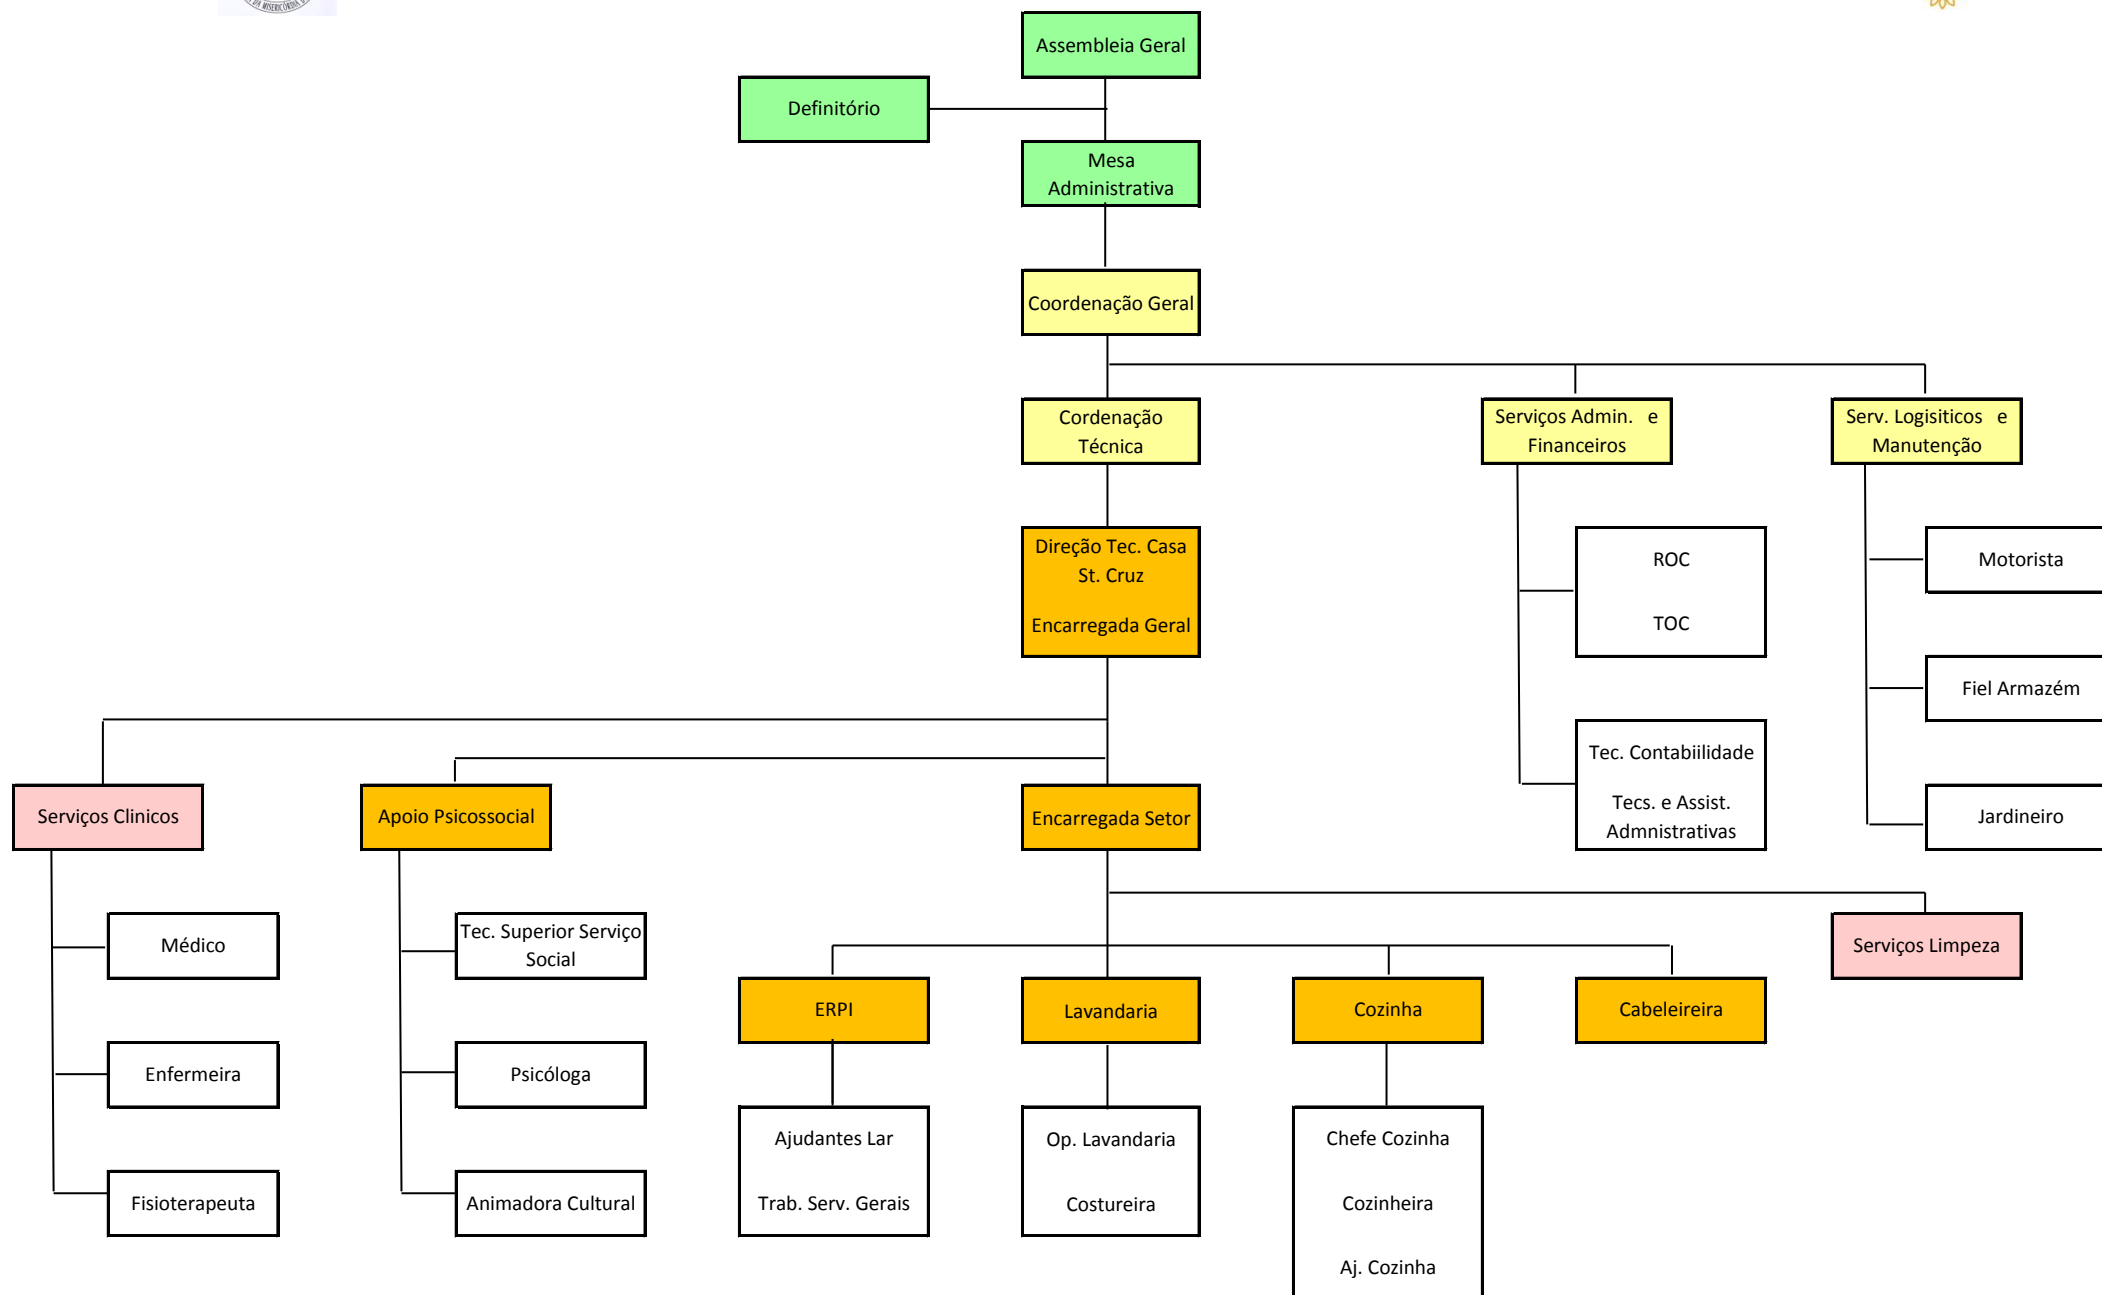 DA MISERICÓRDIA D
Assembleia Geral
Definitório
Mesa
Administrativa
Coordenação Geral
Cordenação
Técnica
Serviços Admin. e
Financeiros
Serv. Logisiticos e
Manutenção
Direção Tec. Casa
St. Cruz
Encarregada Geral
ROC
TOC
Motorista
Fiel Armazém
Tec. Contabiilidade
Tecs. e Assist.
Admnistrativas
Jardineiro
Serviços Clinicos
Apoio Psicossocial
Encarregada Setor
Médico
Tec. Superior Serviço
Social
Serviços Limpeza
ERPI
Lavandaria
Cozinha
Cabeleireira
Enfermeira
Psicóloga
Ajudantes Lar
Trab. Serv. Gerais
Op. Lavandaria
Costureira
Chefe Cozinha
Cozinheira
Aj. Cozinha
Fisioterapeuta
Animadora Cultural